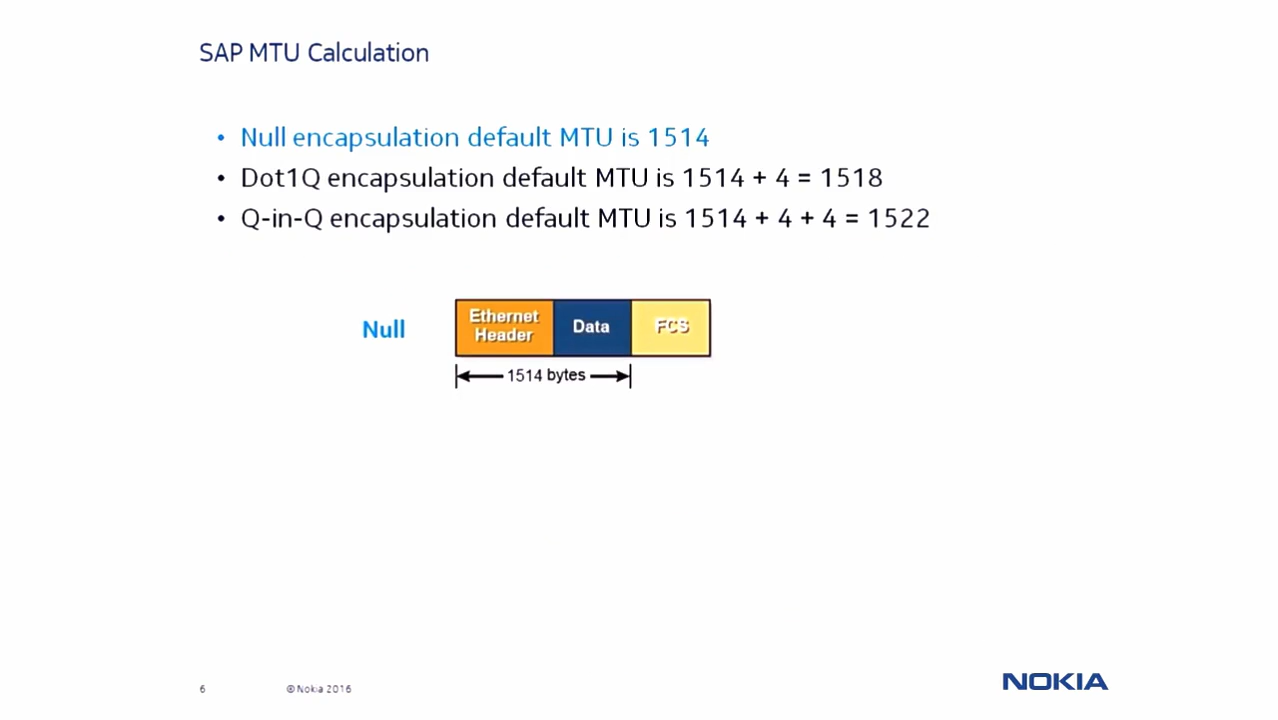 SAP MTU Calculation
• Null encapsulation default MTU is 1514
• Dot1Q encapsulation default MTU is 1514 + 4 = 1518
• Q-in-Q encapsulation default MTU is 1514 + 4 + 4 = 1522
Null
Ethernet
Header
Data
FCS
1514 bytes
6
© Nokia 2016
NOKIA